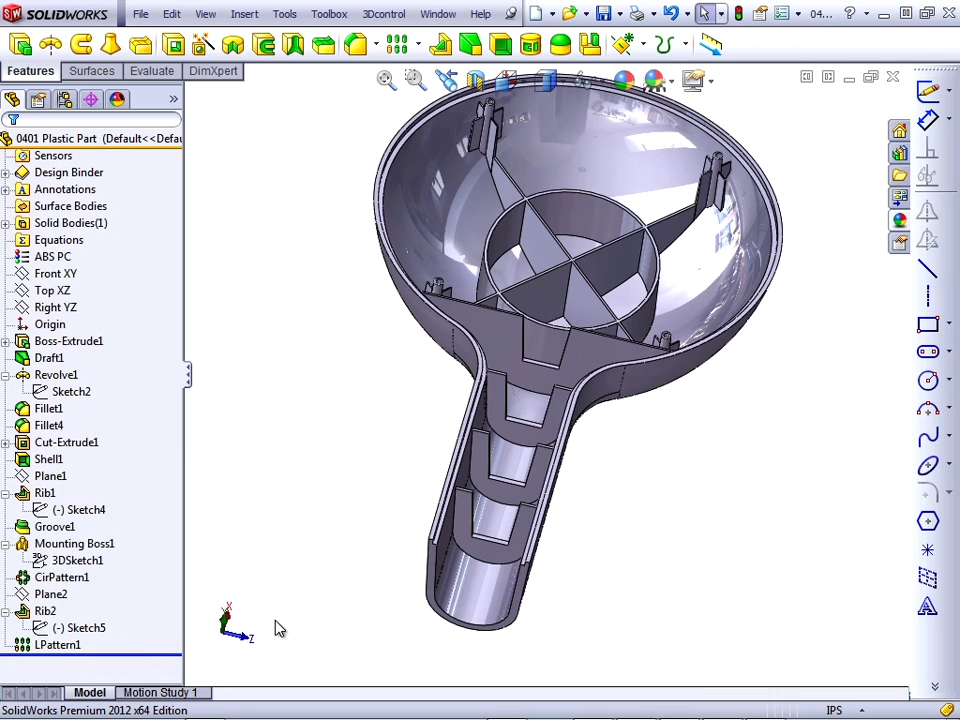 SOLIDWORKS File Edit View Insert Tools Toolbox 3Dcontrol Window Help 04... ?
Features Surfaces Evaluate DimXpert
»
0401 Plastic Part (Default<<Defau
Sensors
Design Binder
Annotations
Surface Bodies
Solid Bodies(1)
Equations
ABS PC
Front XY
Top XZ
Right YZ
Origin
Boss-Extrude1
Draft1
Revolve1
Sketch2
Fillet1
Fillet4
Cut-Extrude1
Shell1
Plane1
Rib1
(-) Sketch4
Groove1
Mounting Boss1
3DSketch1
CirPattern1
Plane2
Rib2
(-) Sketch5
LPattern1
X
Z
Model Motion Study 1
SolidWorks Premium 2012 x64 Edition IPS